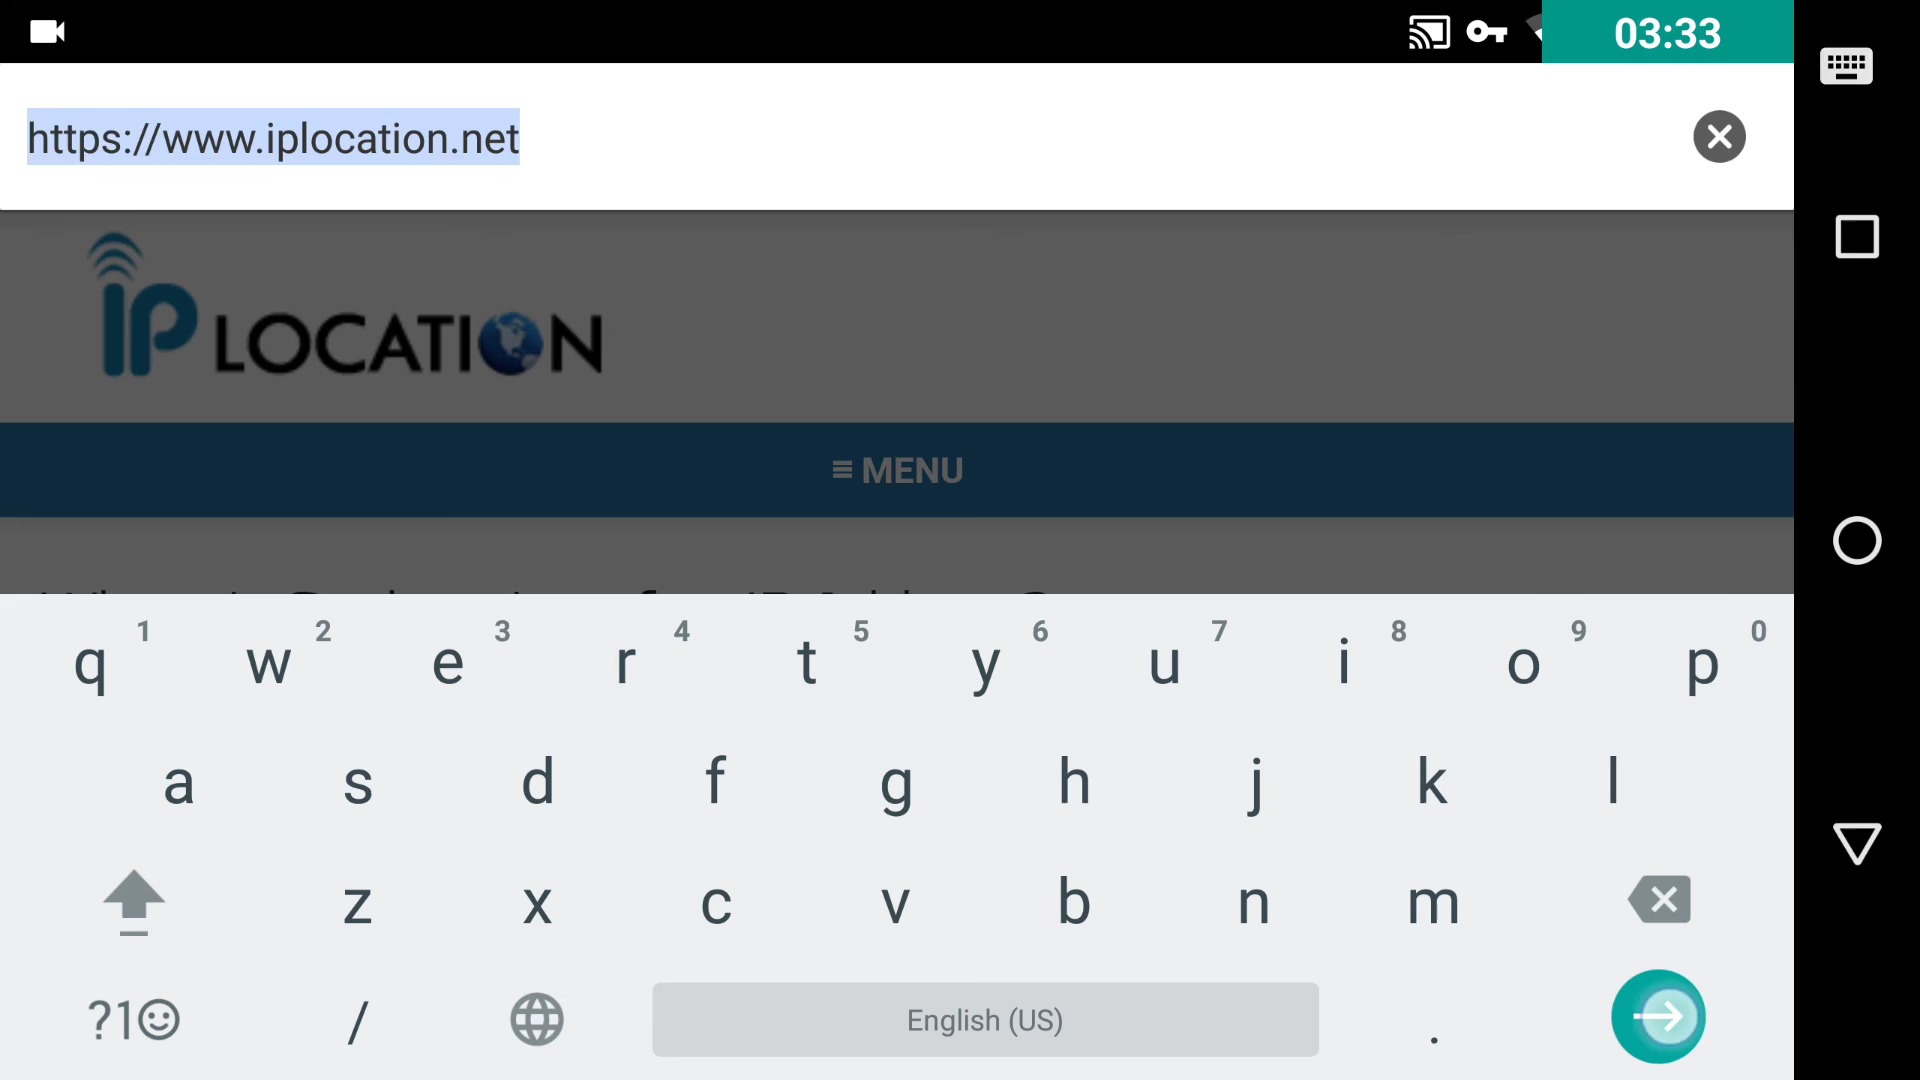 03:33
https://www.iplocation.net
IP LOCATION
≡ MENU
q 1 w 2 e 3 r 4 t 5 y 6 u 7 i 8 o 9 p 0
a s d f g h j k l
z x c v b n m
?1☺ / English (US) .